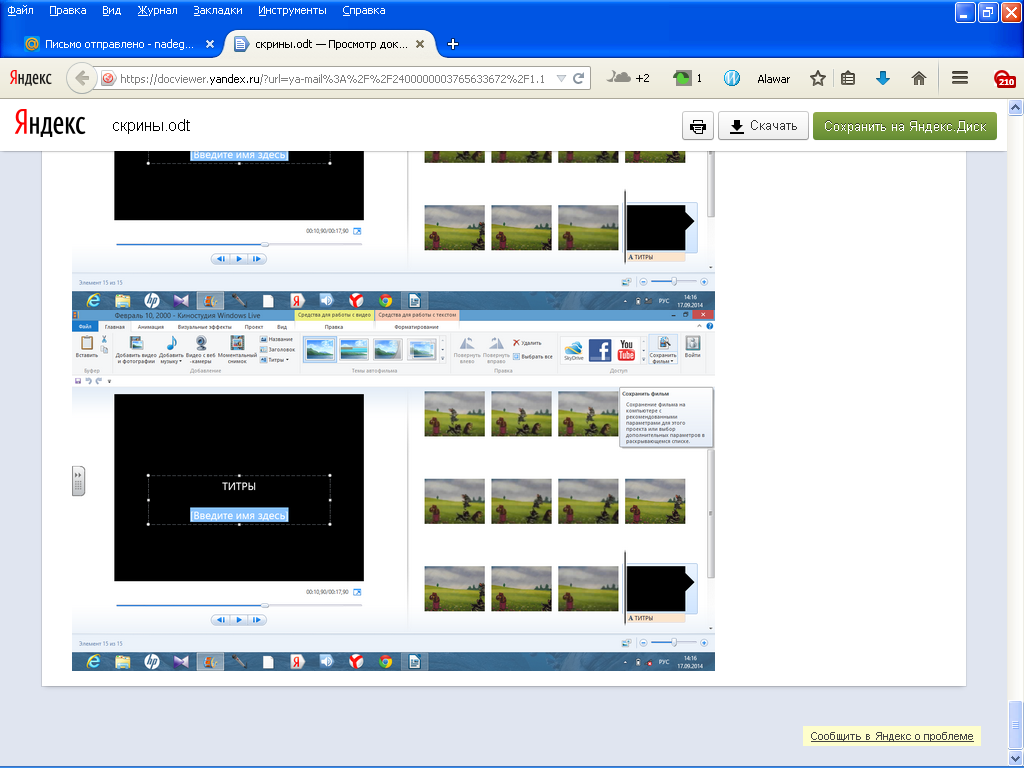 Файл Правка Вид Журнал Закладки Инструменты Справка
Письмо отправлено - nadeg... скрины.odt — Просмотр док...
Яндекс https://docviewer.yandex.ru/?url=ya-mail%3A%2F%2F2400000003765633672%2F1.1 +2 1 Alawar 210
Яндекс скрины.odt Скачать Сохранить на Яндекс.Диск
[Введите имя здесь]
00:10,90/00:17,90
A ТИТРЫ
Элемент 15 из 15
РУС 14:16
17.09.2014
Февраль 10, 2000 - Киностудия Windows Live Средства для работы с видео Средства для работы с текстом
Файл Главная Анимация Визуальные эффекты Проект Вид Правка Форматирование
Вставить Добавить видео и фотографии Добавить музыку Видео с веб-камеры Моментальный снимок Название Заголовок Титры Повернуть влево Повернуть вправо Удалить Выбрать все SkyDrive You Tube Сохранить фильм Войти
Буфер Добавление Темы автофильма Правка Доступ
Сохранить фильм
Сохранение фильма на
компьютере с
рекомендованными
параметрами для этого
проекта или выбор
дополнительных параметров в
раскрывающемся списке.
ТИТРЫ
[Введите имя здесь]
00:10,90/00:17,90
A ТИТРЫ
Элемент 15 из 15
hp Я РУС 14:16
17.09.2014
Сообщить в Яндекс о проблеме